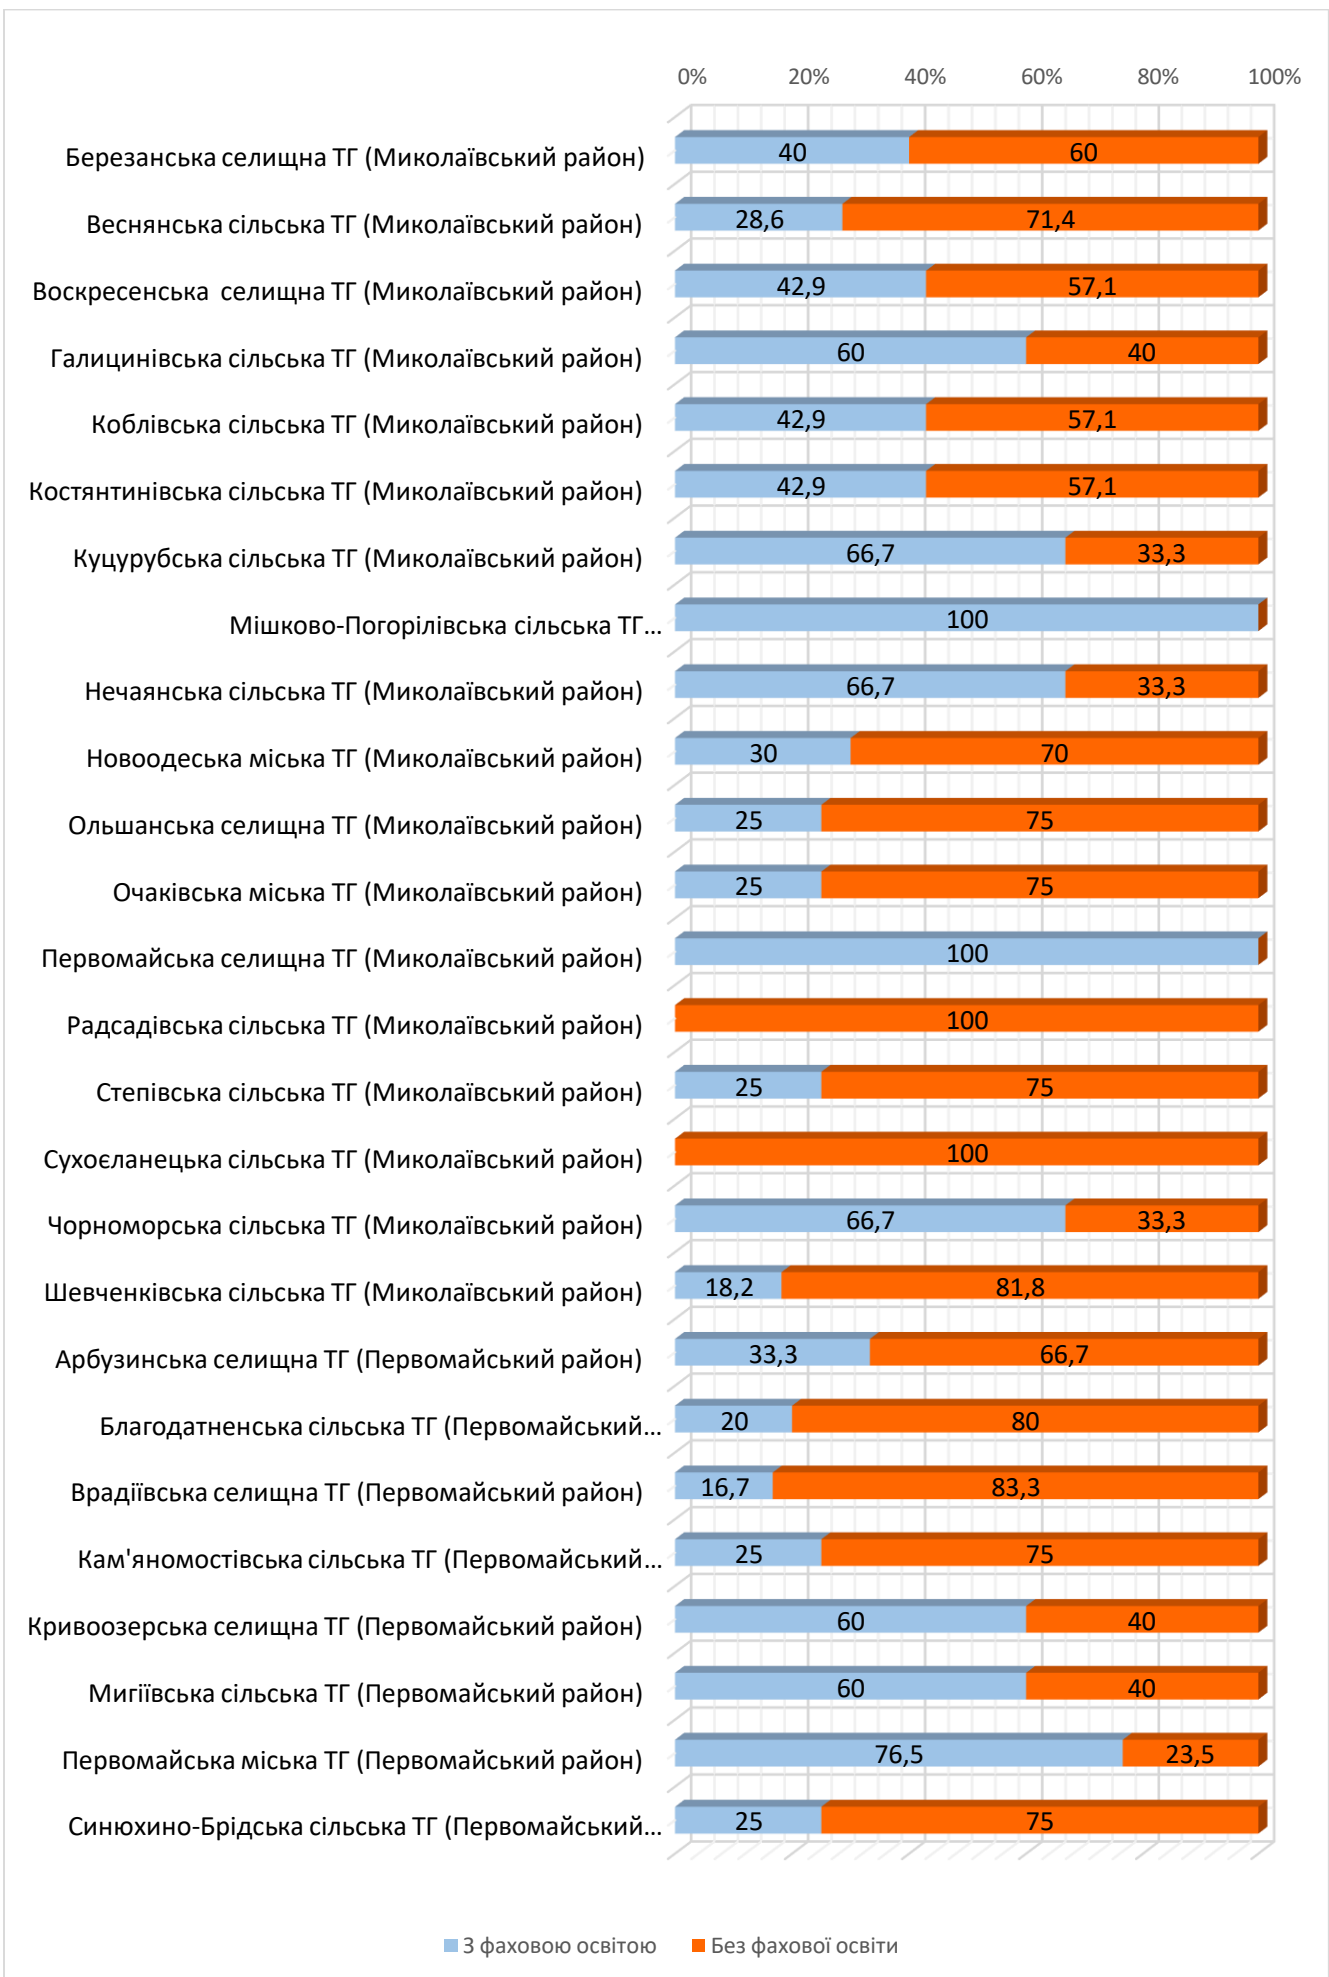 0% 20% 40% 60% 80% 100%
Березанська селищна ТГ (Миколаївський район) 40 60
Веснянська сільська ТГ (Миколаївський район) 28,6 71,4
Воскресенська  селищна ТГ (Миколаївський район) 42,9 57,1
Галицинівська сільська ТГ (Миколаївський район) 60 40
Коблівська сільська ТГ (Миколаївський район) 42,9 57,1
Костянтинівська сільська ТГ (Миколаївський район) 42,9 57,1
Куцурубська сільська ТГ (Миколаївський район) 66,7 33,3
Мішково-Погорілівська сільська ТГ... 100
Нечаянська сільська ТГ (Миколаївський район) 66,7 33,3
Новоодеська міська ТГ (Миколаївський район) 30 70
Ольшанська селищна ТГ (Миколаївський район) 25 75
Очаківська міська ТГ (Миколаївський район) 25 75
Первомайська селищна ТГ (Миколаївський район) 100
Радсадівська сільська ТГ (Миколаївський район) 100
Степівська сільська ТГ (Миколаївський район) 25 75
Сухоєланецька сільська ТГ (Миколаївський район) 100
Чорноморська сільська ТГ (Миколаївський район) 66,7 33,3
Шевченківська сільська ТГ (Миколаївський район) 18,2 81,8
Арбузинська селищна ТГ (Первомайський район) 33,3 66,7
Благодатненська сільська ТГ (Первомайський... 20 80
Врадіївська селищна ТГ (Первомайський район) 16,7 83,3
Кам'яномостівська сільська ТГ (Первомайський... 25 75
Кривоозерська селищна ТГ (Первомайський район) 60 40
Мигіївська сільська ТГ (Первомайський район) 60 40
Первомайська міська ТГ (Первомайський район) 76,5 23,5
Синюхино-Брідська сільська ТГ (Первомайський... 25 75
З фаховою освітою Без фахової освіти